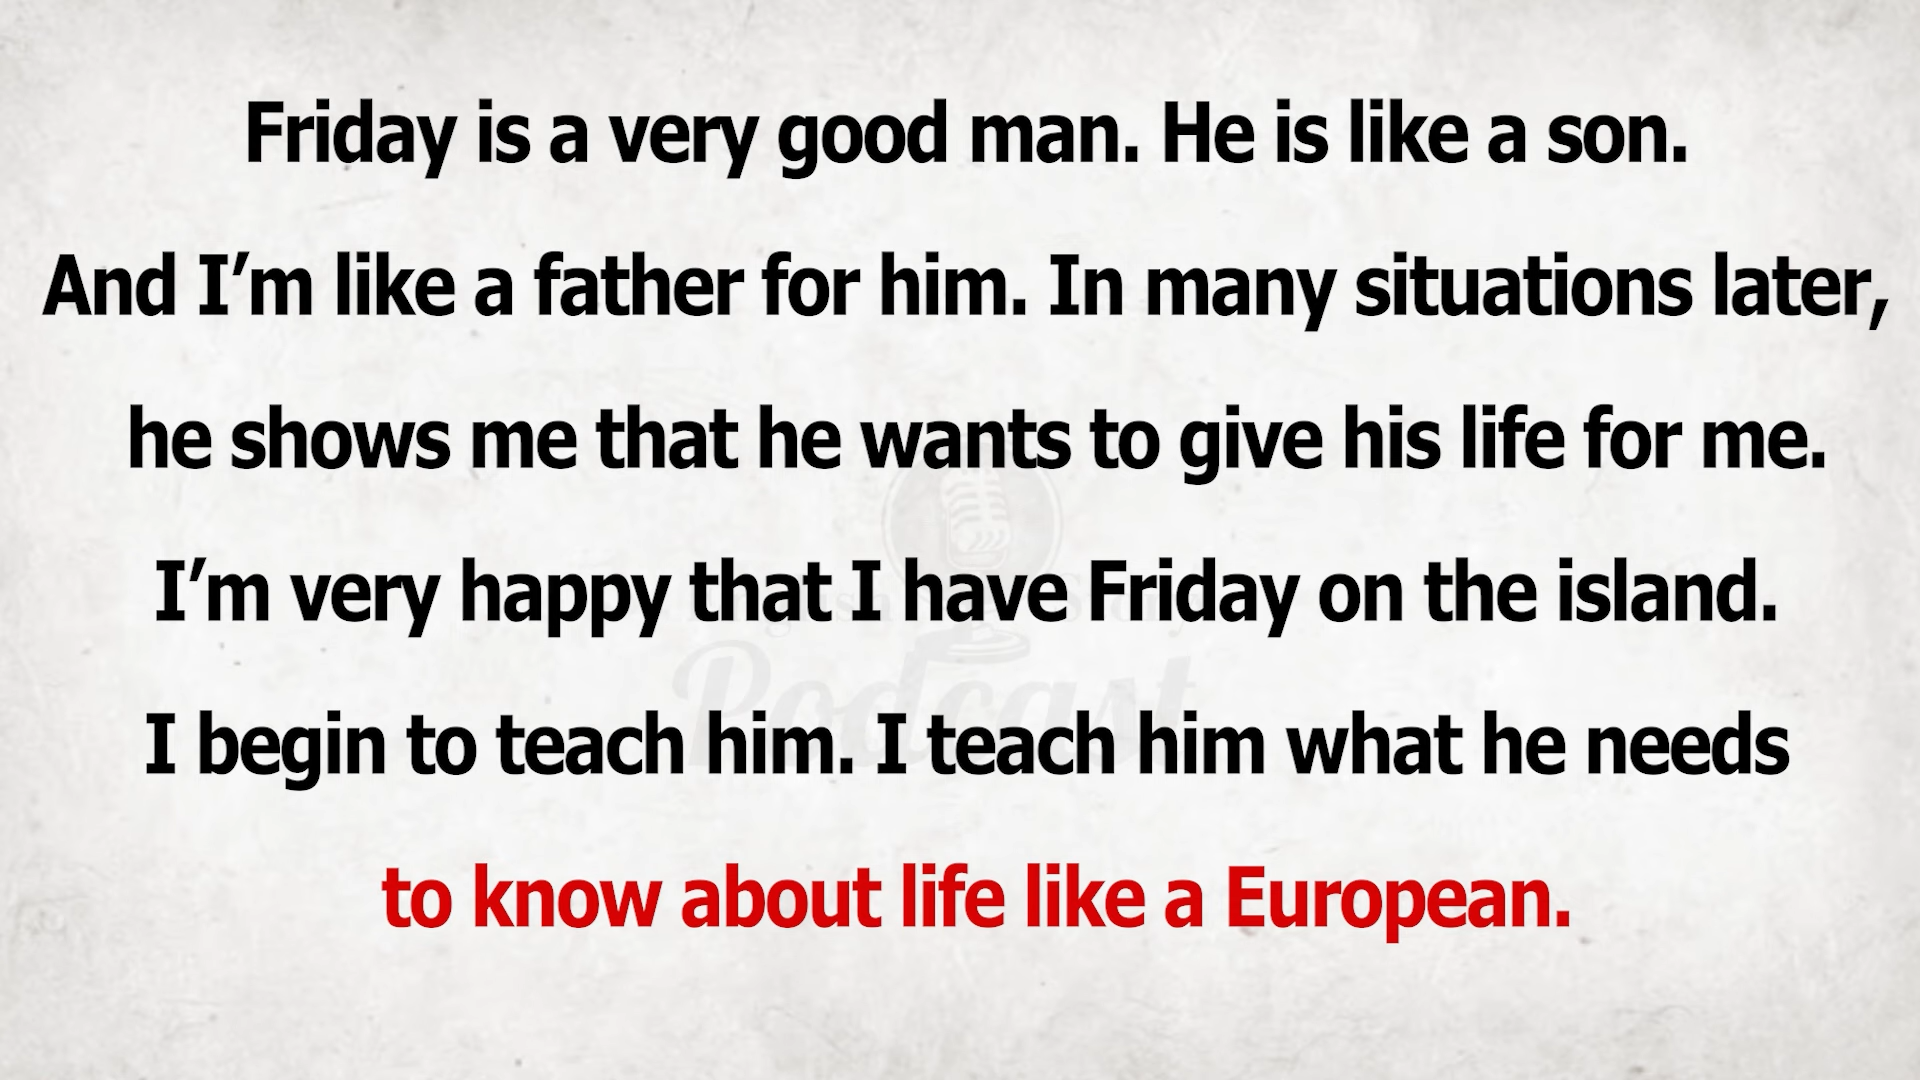 Friday is a very good man. He is like a son.
And I’m like a father for him. In many situations later,
he shows me that he wants to give his life for me.
I’m very happy that I have Friday on the island.
I begin to teach him. I teach him what he needs
to know about life like a European.
Podcast